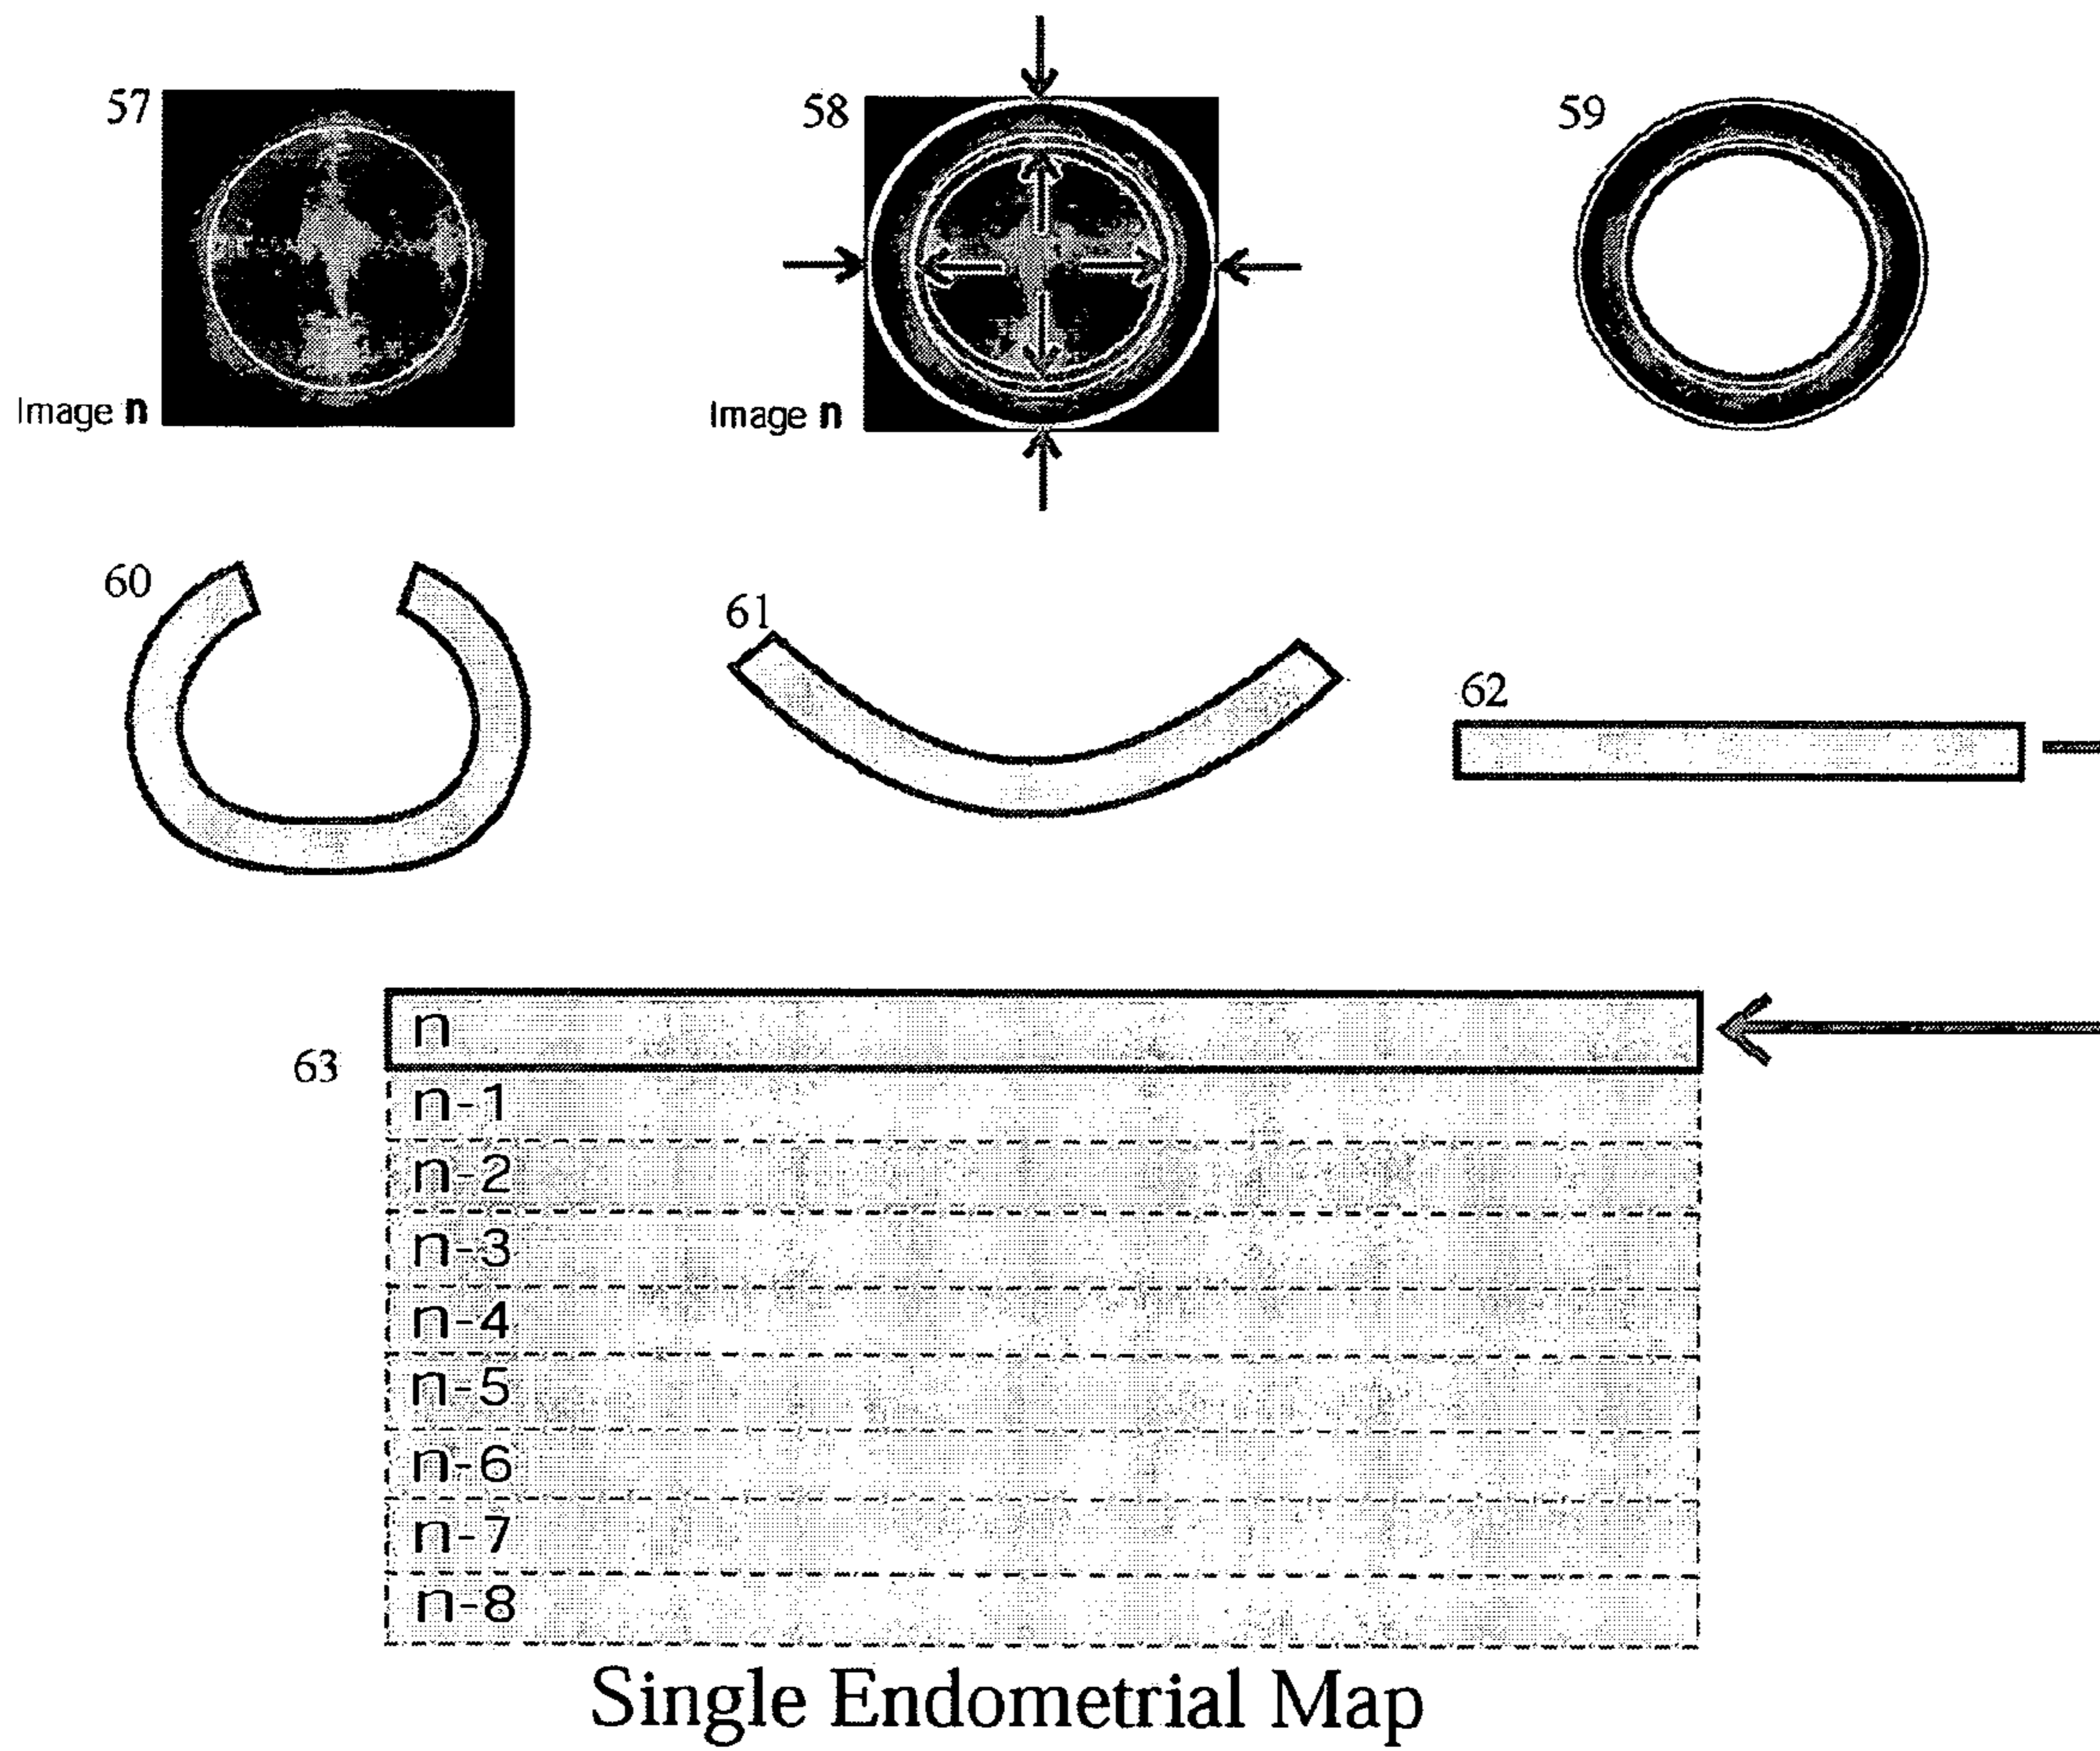 57
58
59
Image n
Image n
60
61
62
63
n
n-1
n-2
n-3
n-4
n-5
n-6
n-7
n-8
Single Endometrial Map